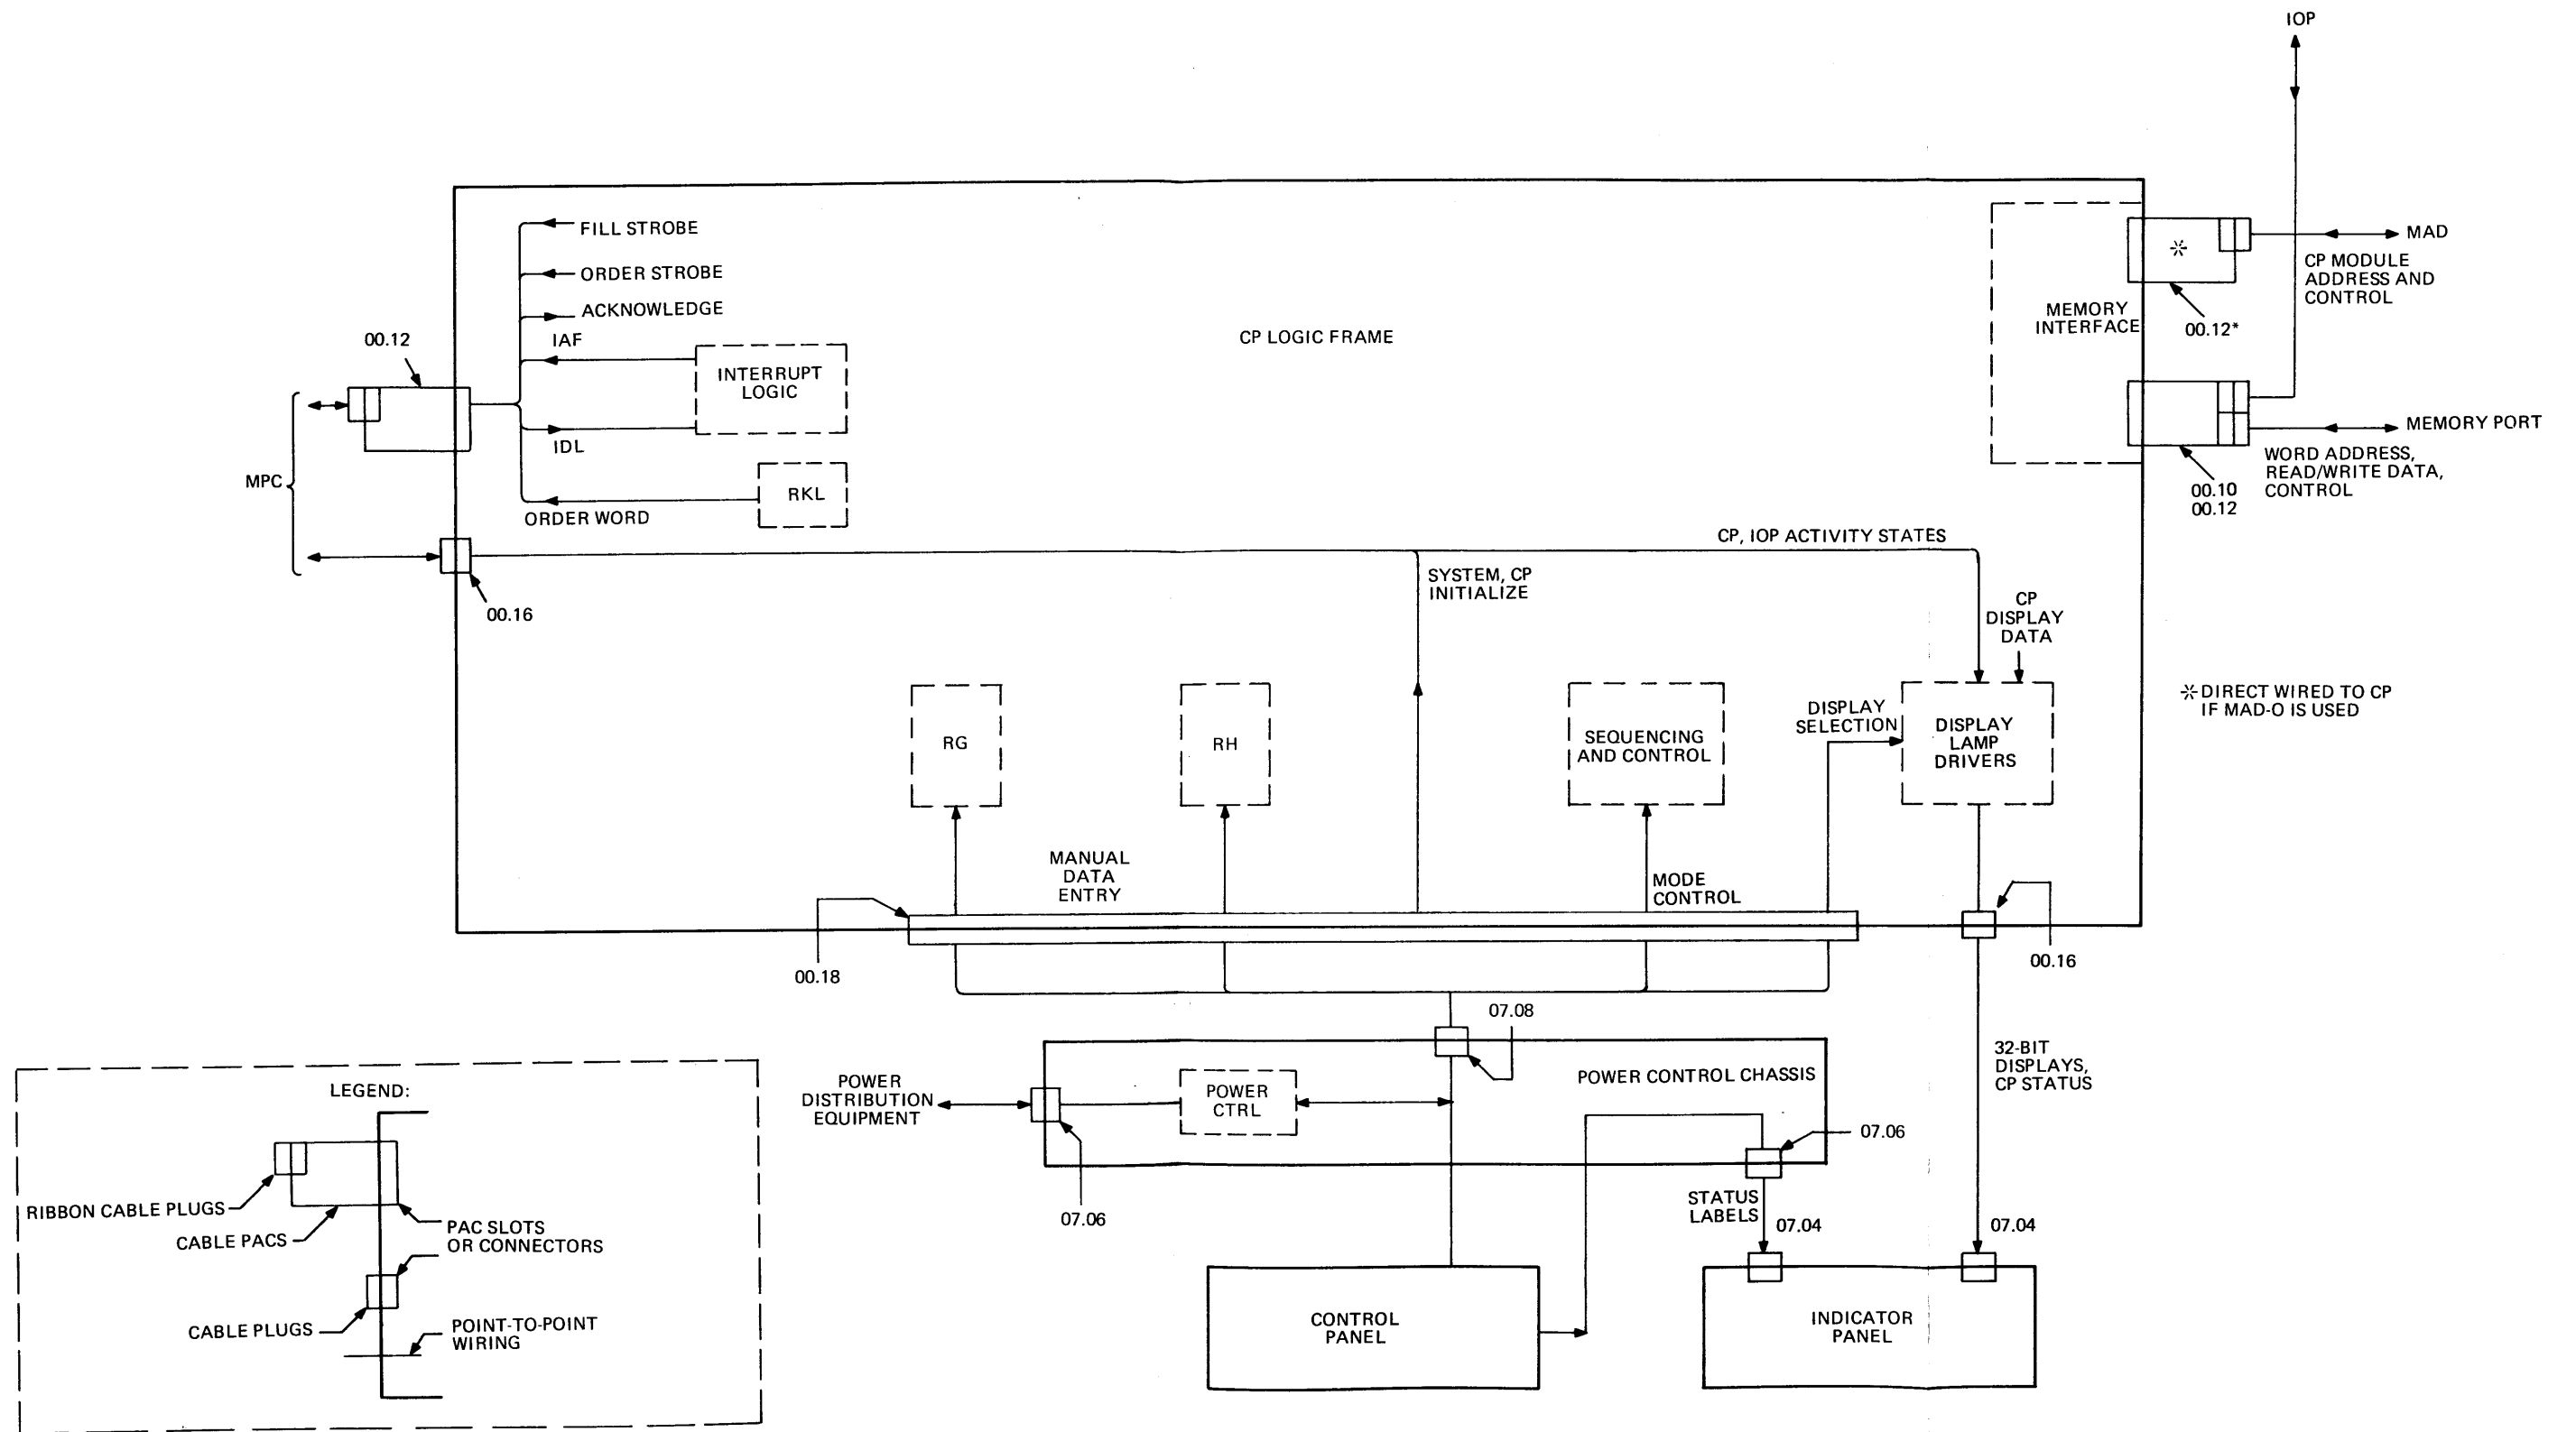 IOP
FILL STROBE
ORDER STROBE
ACKNOWLEDGE
IAF
INTERRUPT
LOGIC
IDL
RKL
ORDER WORD
00.12
MPC
00.16
CP LOGIC FRAME
MEMORY
INTERFACE
MAD
CP MODULE
ADDRESS AND
CONTROL
00.12*
MEMORY PORT
WORD ADDRESS,
READ/WRITE DATA,
CONTROL
00.10
00.12
CP, IOP ACTIVITY STATES
SYSTEM, CP
INITIALIZE
CP
DISPLAY
DATA
※ DIRECT WIRED TO CP
IF MAD-O IS USED
RG
RH
SEQUENCING
AND CONTROL
DISPLAY
SELECTION
DISPLAY
LAMP
DRIVERS
MANUAL
DATA
ENTRY
MODE
CONTROL
00.18
00.16
07.08
POWER
DISTRIBUTION
EQUIPMENT
POWER
CTRL
POWER CONTROL CHASSIS
32-BIT
DISPLAYS,
CP STATUS
07.06
07.06
STATUS
LABELS
07.04
07.04
CONTROL
PANEL
INDICATOR
PANEL
LEGEND:
RIBBON CABLE PLUGS
CABLE PACS
PAC SLOTS
OR CONNECTORS
CABLE PLUGS
POINT-TO-POINT
WIRING